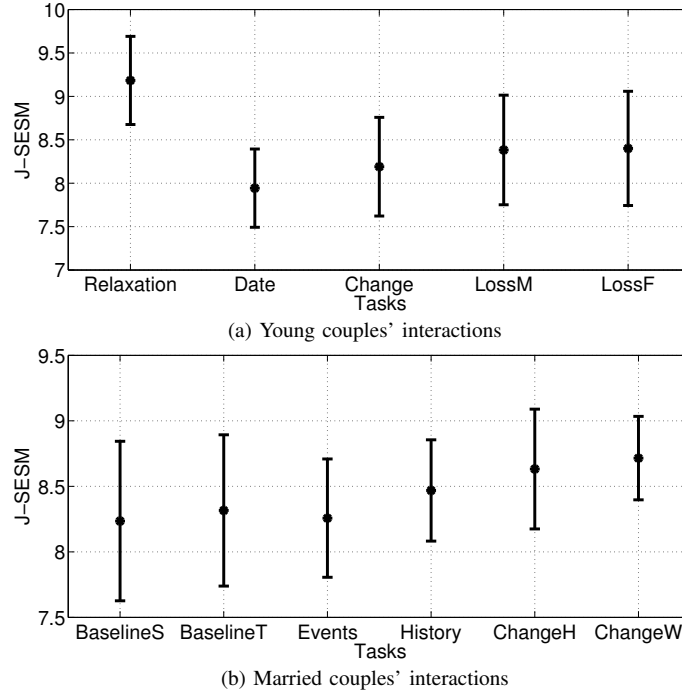 10
9.5
9
8.5
8
7.5
7
J−SESM
Relaxation Date Change LossM LossF
Tasks
(a) Young couples' interactions
9.5
9
8.5
8
7.5
J−SESM
BaselineS BaselineT Events History ChangeH ChangeW
Tasks
(b) Married couples' interactions